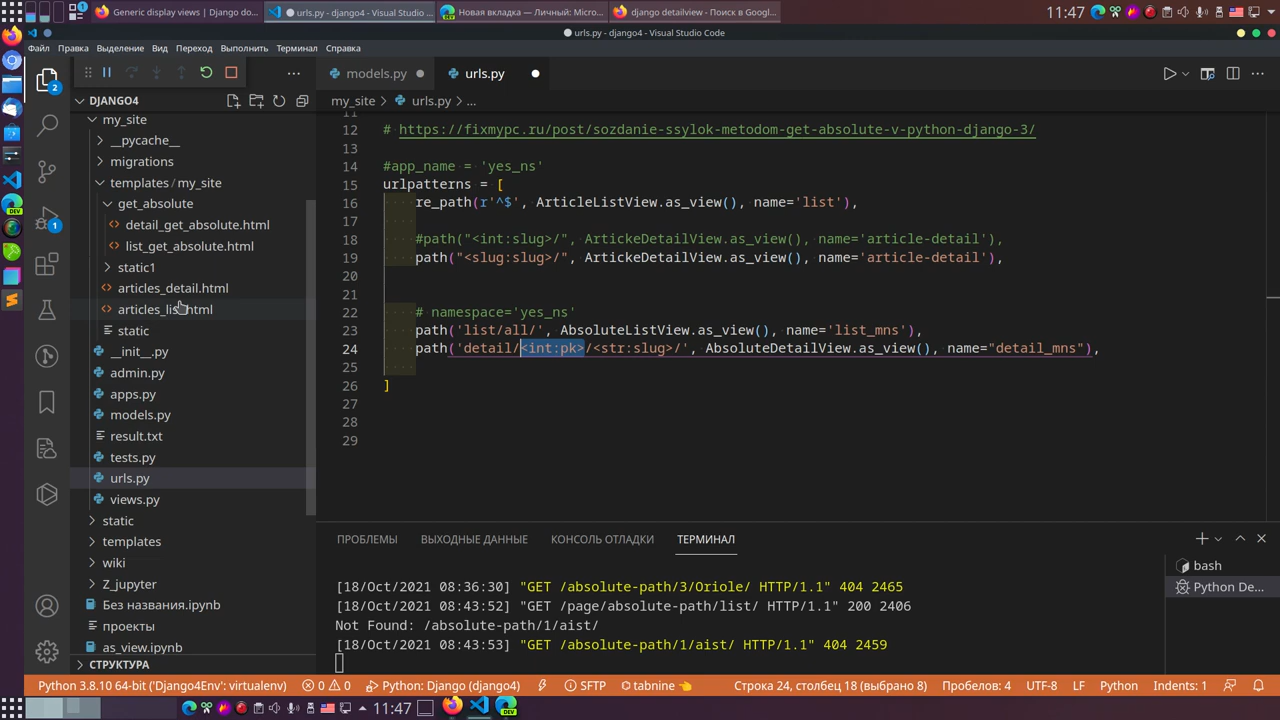 Generic display views | Django do…
urls.py - django4 - Visual Studio …
Новая вкладка — Личный: Micros…
django detailview - Поиск в Googl…
11:47
urls.py - django4 - Visual Studio Code
Файл Правка Выделение Вид Переход Выполнить Терминал Справка
models.py
urls.py
DJANGO4
my_site > urls.py > ...
my_site
__pycache__
migrations
templates / my_site
get_absolute
detail_get_absolute.html
list_get_absolute.html
static1
articles_detail.html
articles_list.html
static
__init__.py
admin.py
apps.py
models.py
result.txt
tests.py
urls.py
views.py
static
templates
wiki
Z_jupyter
Без названия.ipynb
проекты
as_view.ipynb
СТРУКТУРА
2
1
11
12 # https://fixmypc.ru/post/sozdanie-ssylok-metodom-get-absolute-v-python-django-3/
13
14 #app_name = 'yes_ns'
15 urlpatterns = [
16 re_path(r'^$', ArticleListView.as_view(), name='list'),
17
18 #path("<int:slug>/", ArtickeDetailView.as_view(), name='article-detail'),
19 path("<slug:slug>/", ArtickeDetailView.as_view(), name='article-detail'),
20
21
22 # namespace='yes_ns'
23 path('list/all/', AbsoluteListView.as_view(), name='list_mns'),
24 path('detail/<int:pk>/<str:slug>/', AbsoluteDetailView.as_view(), name="detail_mns"),
25
26 ]
27
28
29
ПРОБЛЕМЫ ВЫХОДНЫЕ ДАННЫЕ КОНСОЛЬ ОТЛАДКИ ТЕРМИНАЛ
[18/Oct/2021 08:36:30] "GET /absolute-path/3/Oriole/ HTTP/1.1" 404 2465
[18/Oct/2021 08:43:52] "GET /page/absolute-path/list/ HTTP/1.1" 200 2406
Not Found: /absolute-path/1/aist/
[18/Oct/2021 08:43:53] "GET /absolute-path/1/aist/ HTTP/1.1" 404 2459
bash
Python De...
Python 3.8.10 64-bit ('Django4Env': virtualenv) 0 0 Python: Django (django4) SFTP tabnine Строка 24, столбец 18 (выбрано 8) Пробелов: 4 UTF-8 LF Python Indents: 1
11:47